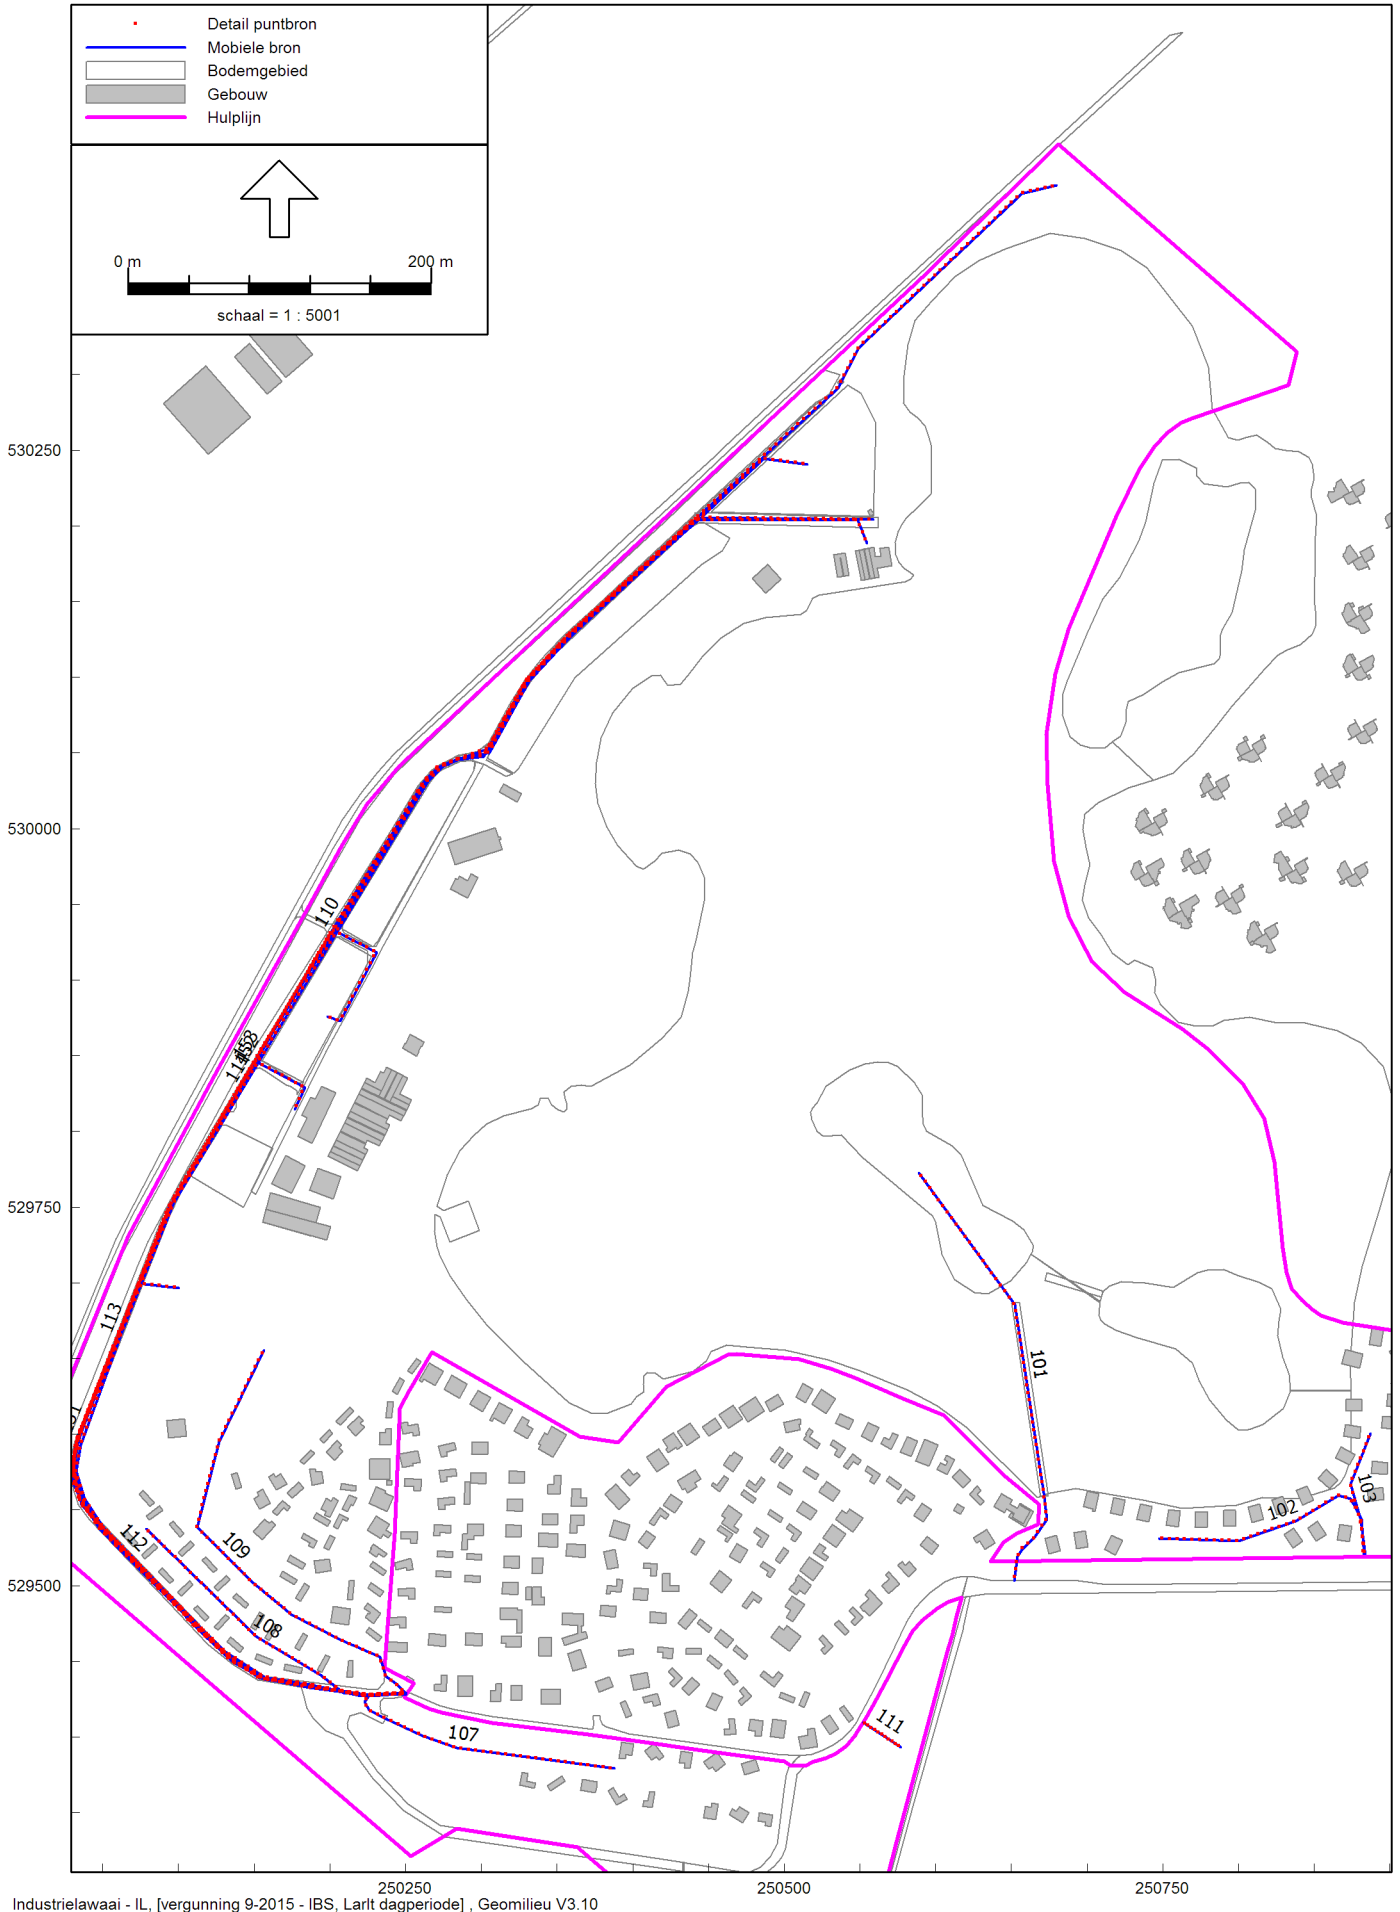 Detail puntbron
Mobiele bron
Bodemgebied
Gebouw
Hulplijn
0 m
200 m
schaal = 1 : 5001
530250
530000
529750
529500
110
113
112
109
108
107
111
101
102
103
250250
250500
250750
Industrielawaai - IL, [vergunning 9-2015 - IBS, Larlt dagperiode] , Geomilieu V3.10